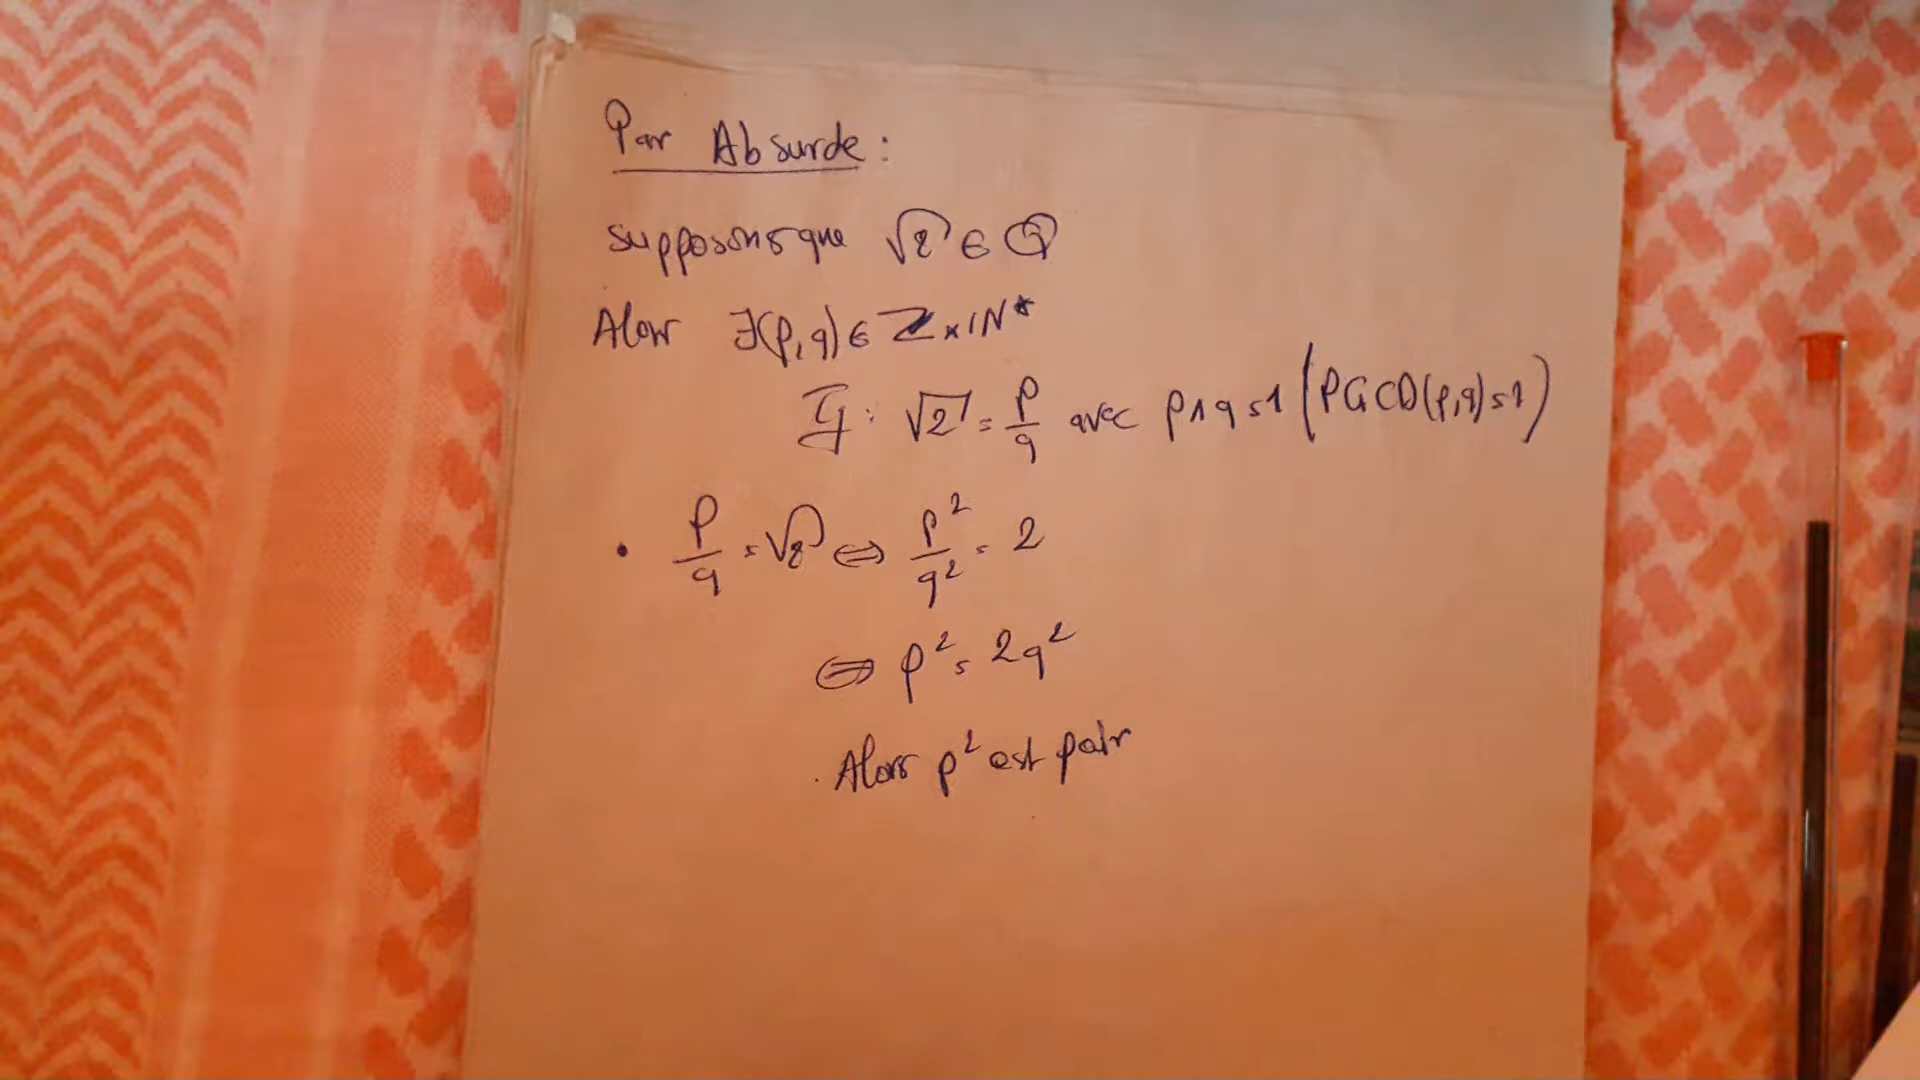 Par Absurde :
supposons que √2 ∈ ℚ
Alors ∃(p,q) ∈ ℤ×ℕ*
Tq : √2 = p/q avec p∧q=1 (PGCD(p,q)=1)
• p/q = √2 ⇔ p²/q² = 2
⇔ p² = 2q²
. Alors p² est pair